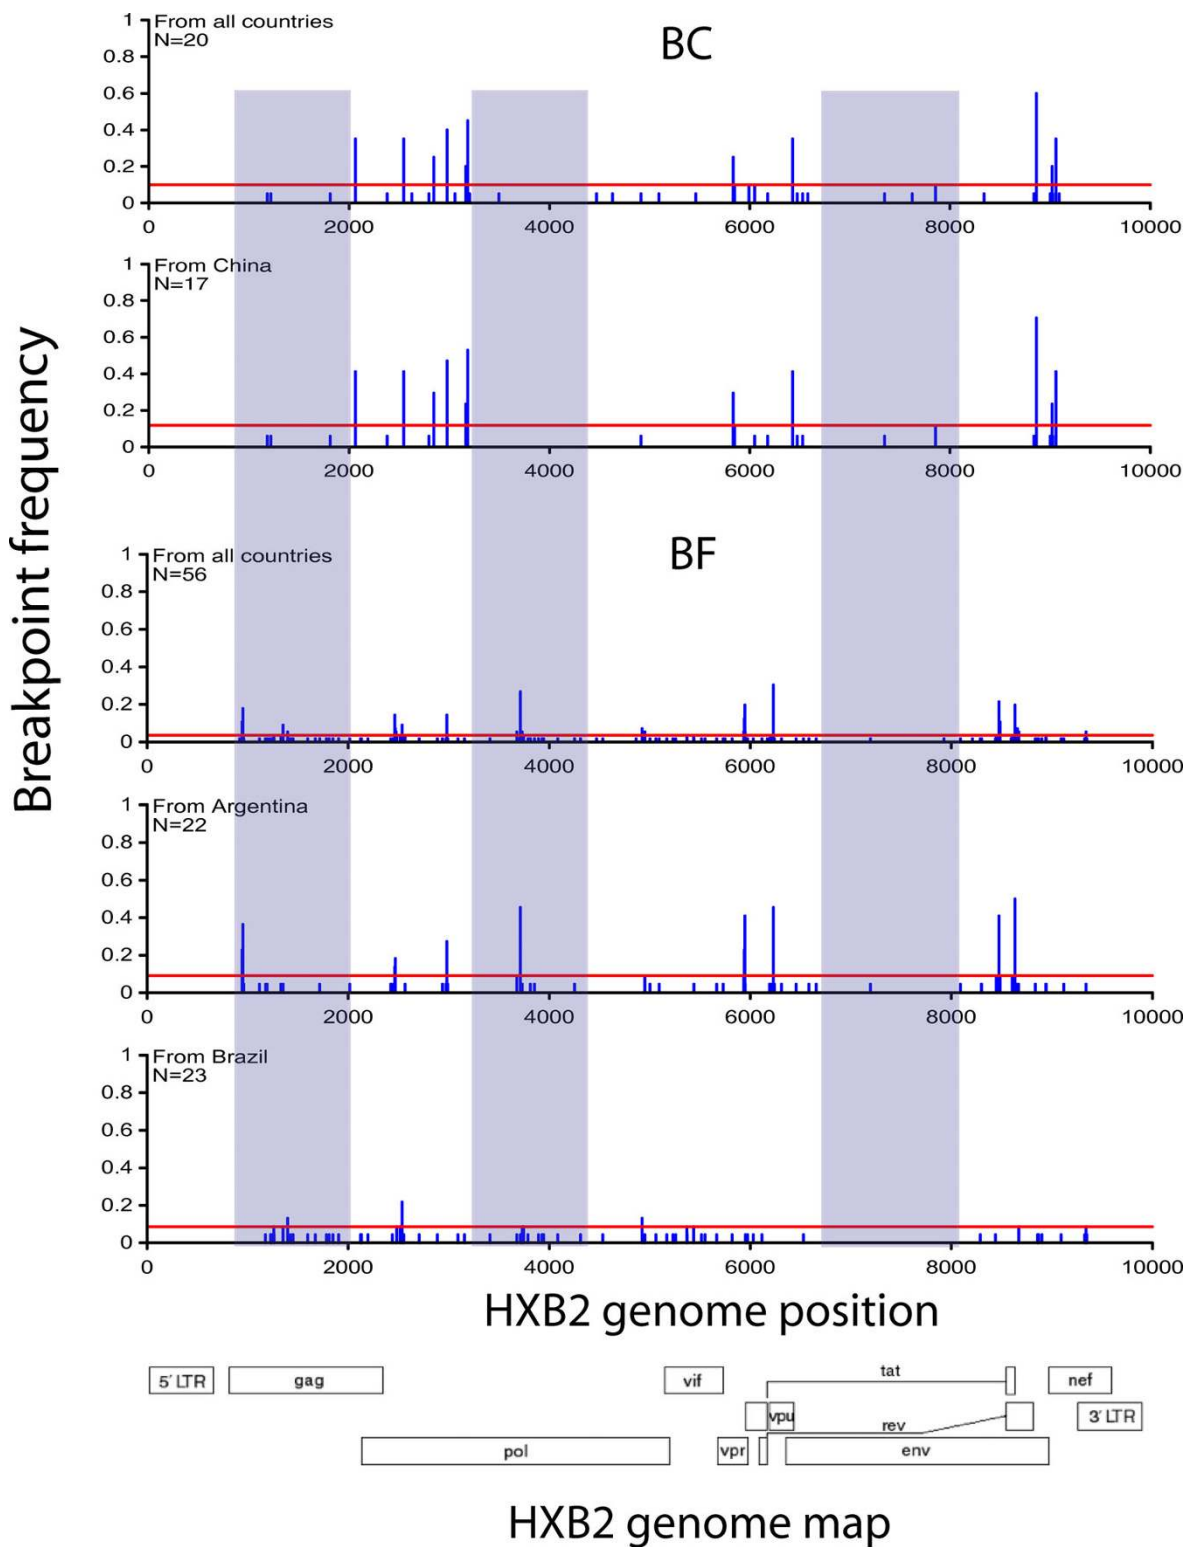 Breakpoint frequency
From all countries
N=20
BC
1
0.8
0.6
0.4
0.2
0
0 2000 4000 6000 8000 10000
From China
N=17
1
0.8
0.6
0.4
0.2
0
0 2000 4000 6000 8000 10000
From all countries
N=56
BF
1
0.8
0.6
0.4
0.2
0
0 2000 4000 6000 8000 10000
From Argentina
N=22
1
0.8
0.6
0.4
0.2
0
0 2000 4000 6000 8000 10000
From Brazil
N=23
1
0.8
0.6
0.4
0.2
0
0 2000 4000 6000 8000 10000
HXB2 genome position
5' LTR gag vif tat nef
vpu rev 3' LTR
pol vpr env
HXB2 genome map